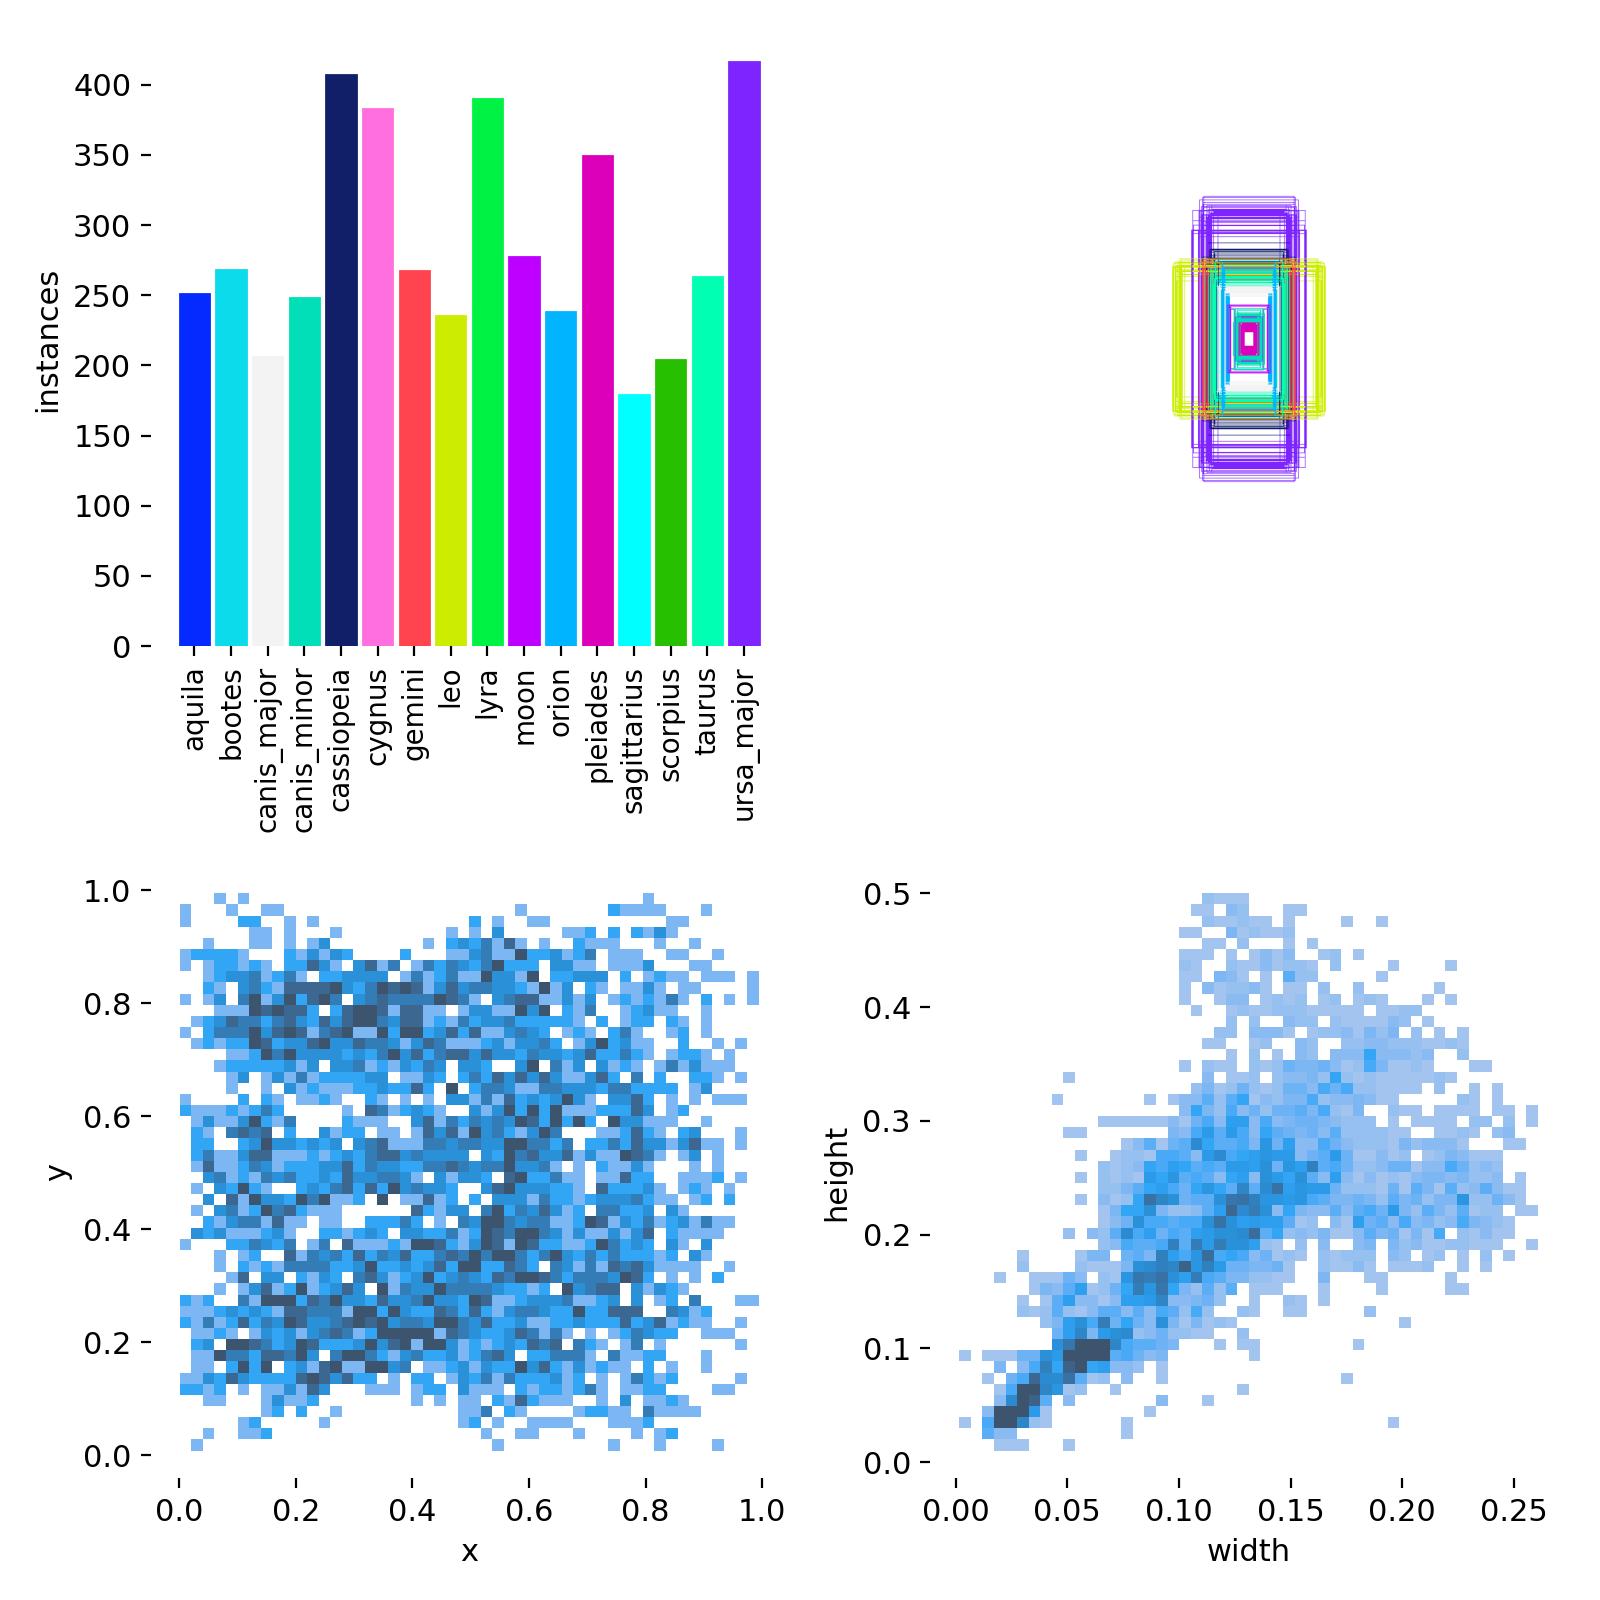 400
350
300
250
200
150
100
50
0
instances
aquila
bootes
canis_major
canis_minor
cassiopeia
cygnus
gemini
leo
lyra
moon
orion
pleiades
sagittarius
scorpius
taurus
ursa_major
1.0
0.8
0.6
0.4
0.2
0.0
y
0.0 0.2 0.4 0.6 0.8 1.0
x
0.5
0.4
0.3
0.2
0.1
0.0
height
0.00 0.05 0.10 0.15 0.20 0.25
width